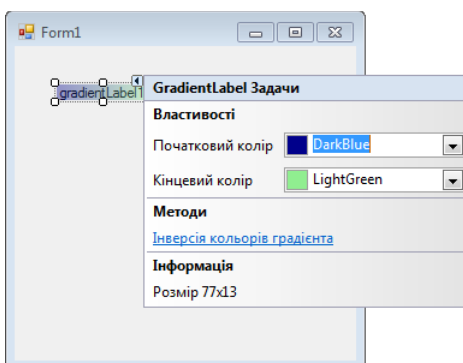 Form1
gradientLabel1
GradientLabel Задачи
Властивості
Початковий колір DarkBlue
Кінцевий колір LightGreen
Методи
Інверсія кольорів градієнта
Інформація
Розмір 77x13